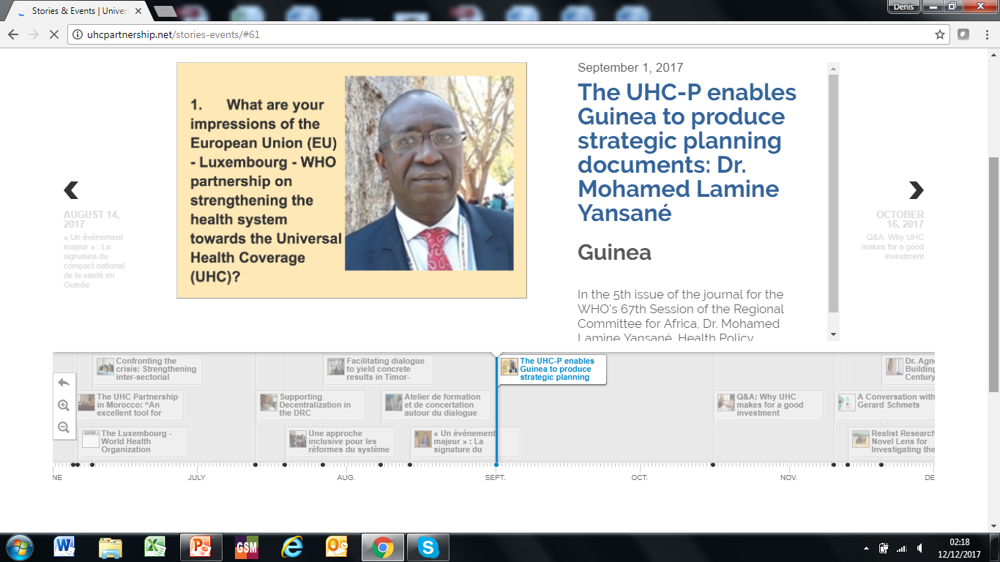 Stories & Events | Univer
Denis
uhcpartnership.net/stories-events/#61
1. What are your
impressions of the
European Union (EU)
- Luxembourg - WHO
partnership on
strengthening the
health system
towards the Universal
Health Coverage
(UHC)?
September 1, 2017
The UHC-P enables
Guinea to produce
strategic planning
documents: Dr.
Mohamed Lamine
Yansané
Guinea
In the 5th issue of the journal for the
WHO's 67th Session of the Regional
Committee for Africa, Dr. Mohamed
Lamine Yansané, Health Policy
AUGUST 14,
2017
« Un événement
majeur » : La
signature du
compact national
de la santé en
Guinée
OCTOBER
16, 2017
Q&A: Why UHC
makes for a good
investment
Confronting the
crisis: Strengthening
inter-sectorial
The UHC Partnership
in Morocco: “An
excellent tool for
The Luxembourg -
World Health
Organization
Supporting
Decentralization in
the DRC
Une approche
inclusive pour les
réformes du système
Facilitating dialogue
to yield concrete
results in Timor-
Atelier de formation
et de concertation
autour du dialogue
« Un événement
majeur » : La
signature du
The UHC-P enables
Guinea to produce
strategic planning
Q&A: Why UHC
makes for a good
investment
A Conversation with
Gerard Schmets
Realist Research
Novel Lens for
Investigating the
Dr. Agn
Building
Century
NE
JULY
AUG.
SEPT.
OCT.
NOV.
DE
GSM
02:18
12/12/2017